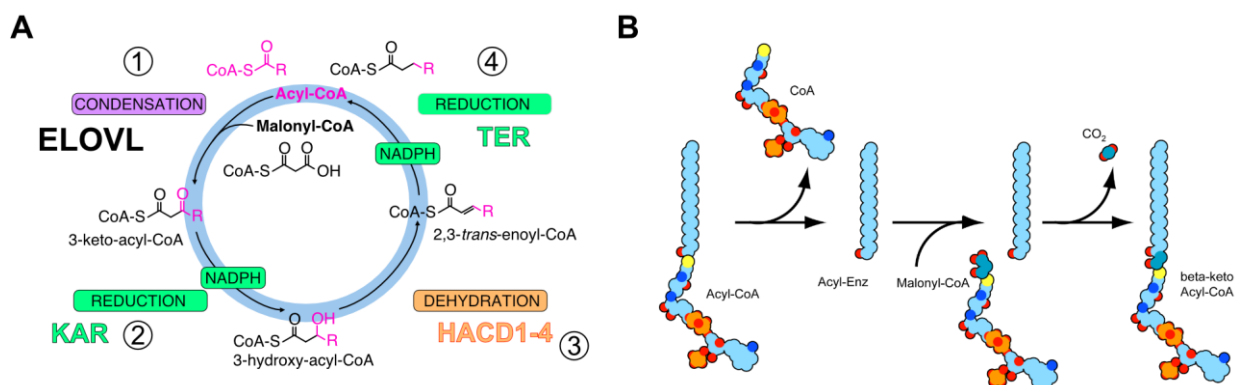 A
①
④
CoA-S
O
R
CoA-S
O
R
CONDENSATION
Acyl-CoA
REDUCTION
ELOVL
Malonyl-CoA
TER
O
O
CoA-S
OH
NADPH
O
O
CoA-S
R
3-keto-acyl-CoA
O
CoA-S
R
2,3-trans-enoyl-CoA
NADPH
REDUCTION
DEHYDRATION
KAR
②
O
OH
CoA-S
R
3-hydroxy-acyl-CoA
HACD1-4
③
B
CoA
CO2
Acyl-CoA
Acyl-Enz
Malonyl-CoA
beta-keto
Acyl-CoA